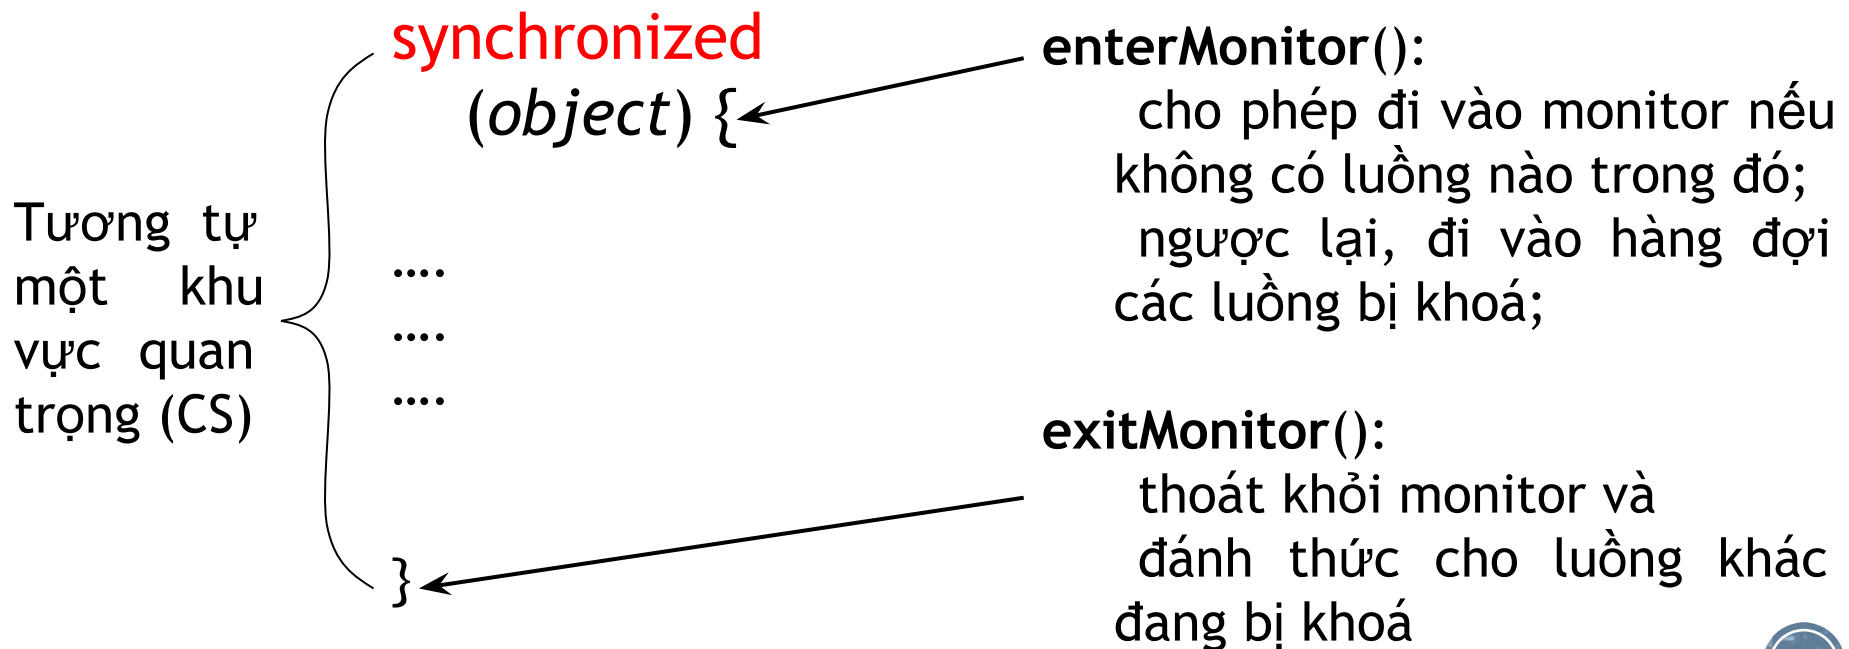 Tương tự
một khu
vực quan
trọng (CS)
synchronized
(object) {
....
....
....
}
enterMonitor():
cho phép đi vào monitor nếu
không có luồng nào trong đó;
ngược lại, đi vào hàng đợi
các luồng bị khoá;
exitMonitor():
thoát khỏi monitor và
đánh thức cho luồng khác
đang bị khoá